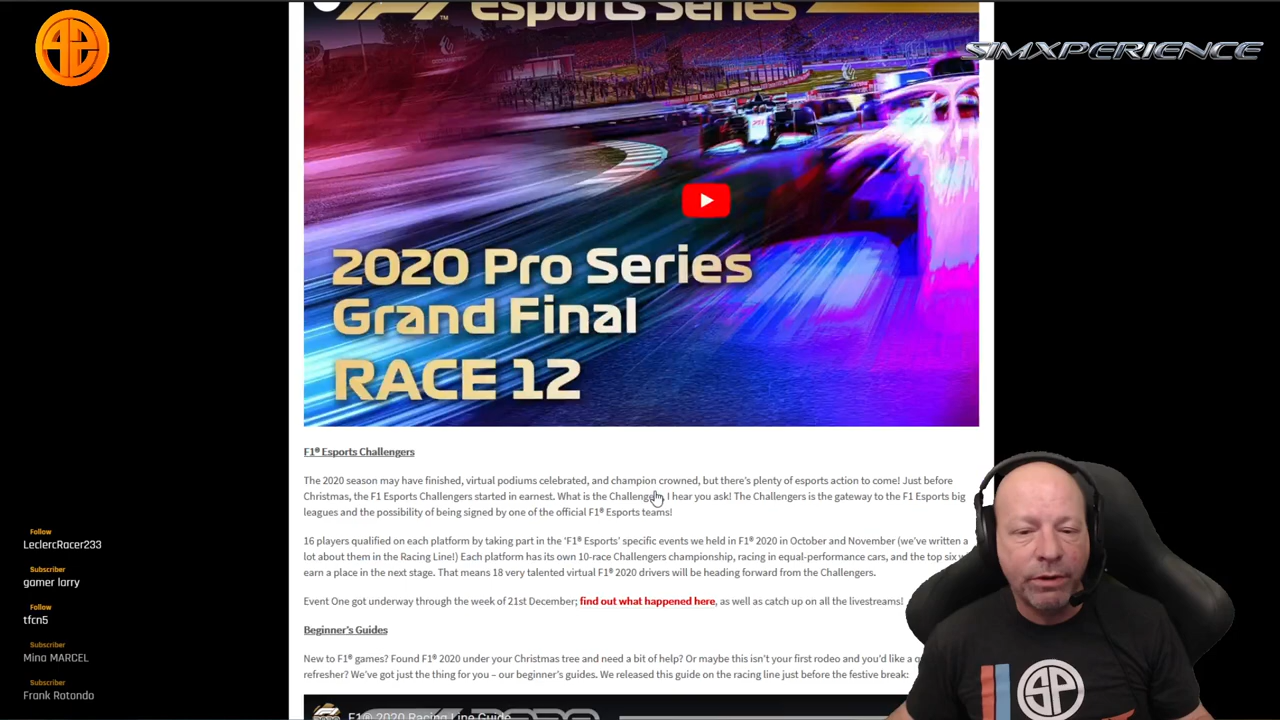 esports Series
SIMXPERIENCE
2020 Pro Series
Grand Final
RACE 12
F1® Esports Challengers
The 2020 season may have finished, virtual podiums celebrated, and champion crowned, but there's plenty of esports action to come! Just before
Christmas, the F1 Esports Challengers started in earnest. What is the Challengers, I hear you ask! The Challengers is the gateway to the F1 Esports big
leagues and the possibility of being signed by one of the official F1® Esports teams!
16 players qualified on each platform by taking part in the 'F1® Esports' specific events we held in F1® 2020 in October and November (we've written a
lot about them in the Racing Line!) Each platform has its own 10-race Challengers championship, racing in equal-performance cars, and the top six
earn a place in the next stage. That means 18 very talented virtual F1® 2020 drivers will be heading forward from the Challengers.
Event One got underway through the week of 21st December; find out what happened here, as well as catch up on all the livestreams!
Beginner's Guides
New to F1® games? Found F1® 2020 under your Christmas tree and need a bit of help? Or maybe this isn't your first rodeo and you'd like a
refresher? We've got just the thing for you – our beginner's guides. We released this guide on the racing line just before the festive break:
F1® 2020 Racing Line Guide
Follow
LeclercRacer233
Subscriber
gamer larry
Follow
tfcn5
Subscriber
Mina MARCEL
Subscriber
Frank Rotondo
SP